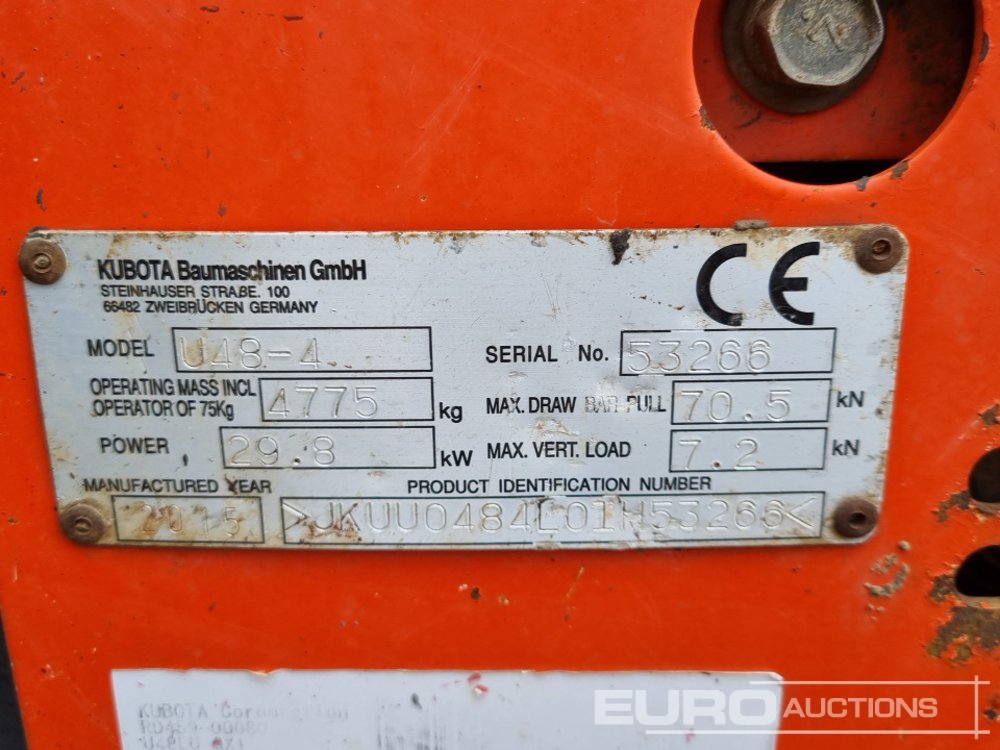 KUBOTA Baumaschinen GmbH
STEINHAUSER STRAßE. 100
66482 ZWEIBRÜCKEN GERMANY
CE
MODEL U48-4
SERIAL No. 53266
OPERATING MASS INCL
OPERATOR OF 75Kg 4775 kg
MAX. DRAW BAR PULL 70.5 kN
POWER 29.8 kW
MAX. VERT. LOAD 7.2 kN
MANUFACTURED YEAR 2015
PRODUCT IDENTIFICATION NUMBER
>JKUU0484L01H53266<
KUBOTA Corporation
EURO AUCTIONS